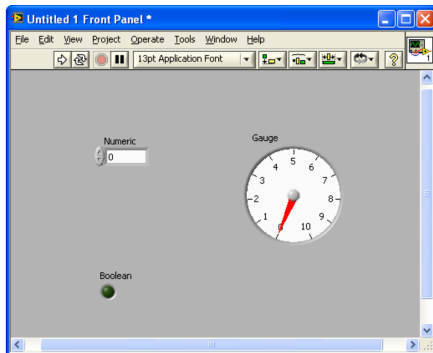 Untitled 1 Front Panel *
File Edit View Project Operate Tools Window Help
13pt Application Font
?
1
Numeric
0
Gauge
5
4 6
3 7
2 8
1 9
0 10
Boolean